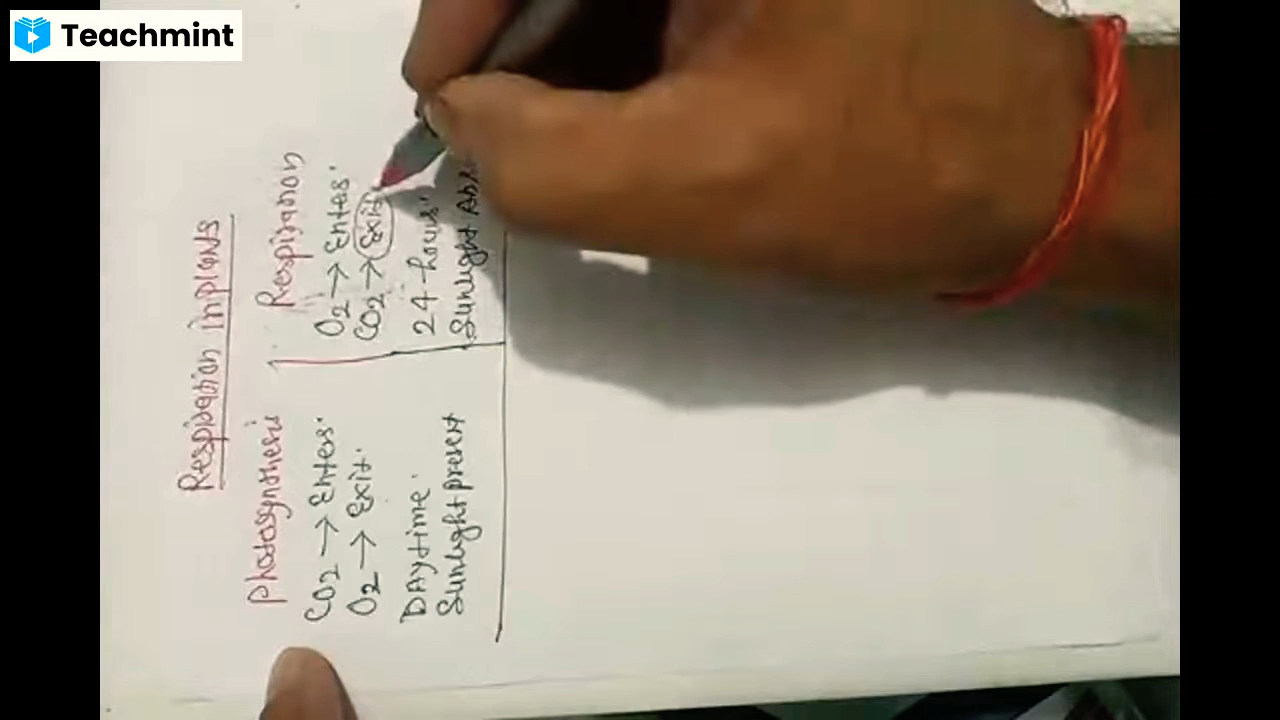 Teachmint
Respiration in plants
Photosynthesis
CO2 → Enters.
O2 → Exit.
DAytime.
Sunlight present
Respiration
O2 → Enters.
CO2 → Exit.
24-hours.
Sunlight